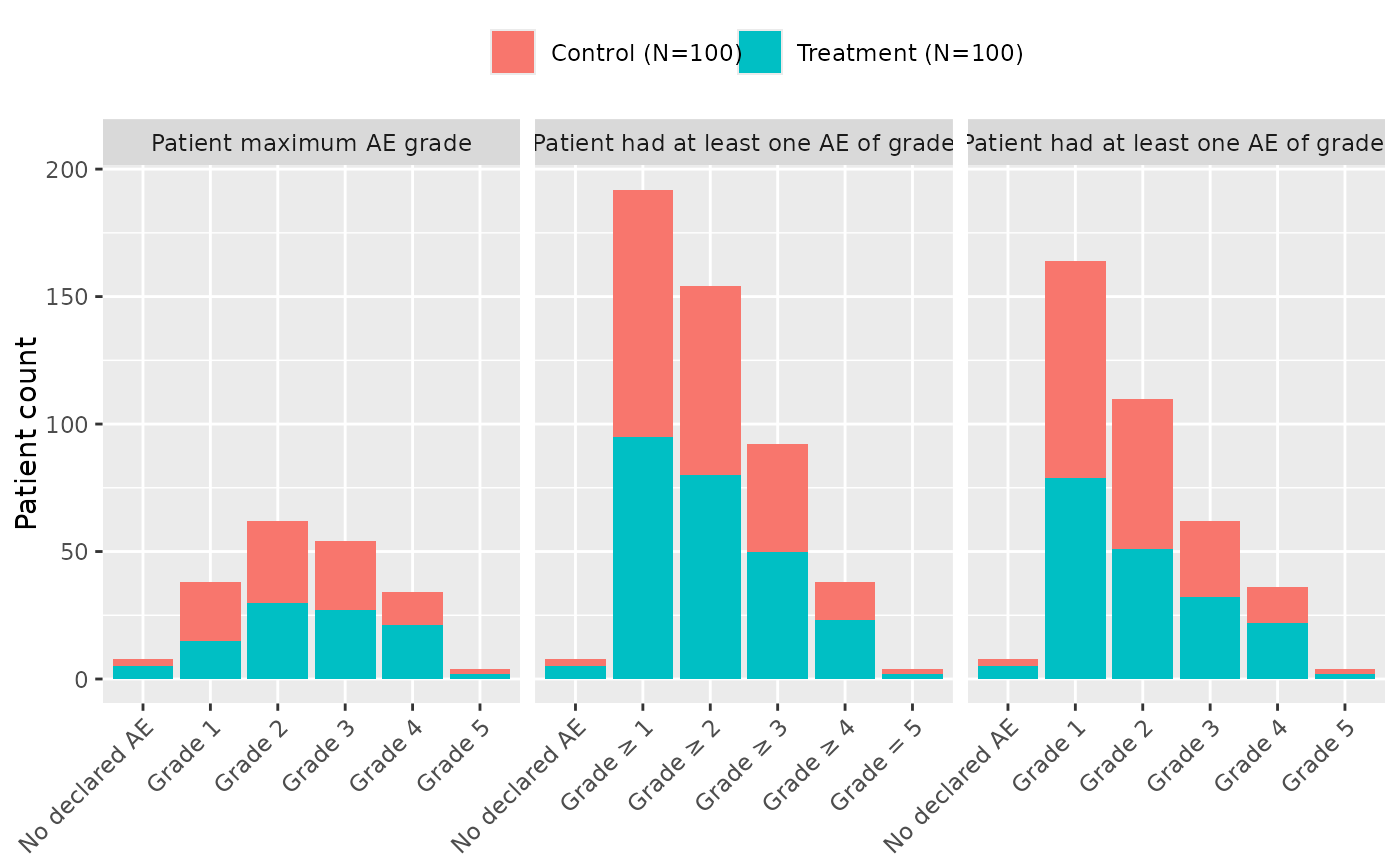 Control (N=100) Treatment (N=100)
Patient maximum AE grade
Patient had at least one AE of grade
Patient had at least one AE of grade
Patient count
200
150
100
50
0
No declared AE
Grade 1
Grade 2
Grade 3
Grade 4
Grade 5
No declared AE
Grade ≥ 1
Grade ≥ 2
Grade ≥ 3
Grade ≥ 4
Grade = 5
No declared AE
Grade 1
Grade 2
Grade 3
Grade 4
Grade 5